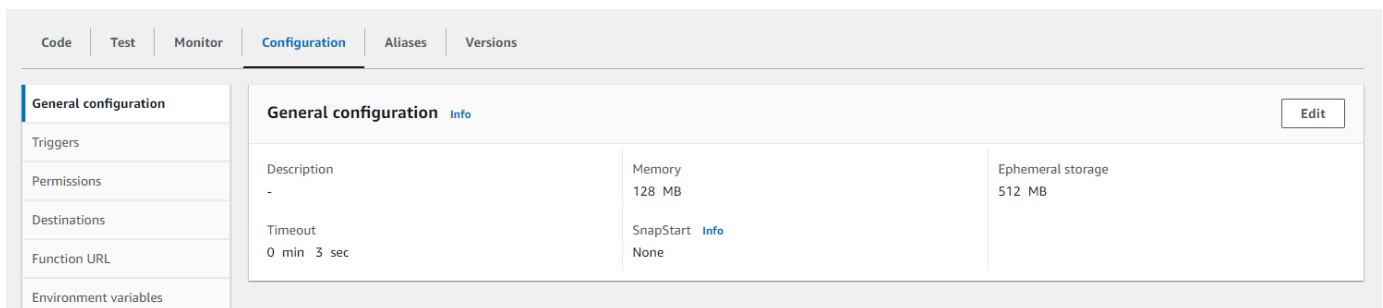 Code Test Monitor Configuration Aliases Versions
General configuration
Triggers
Permissions
Destinations
Function URL
Environment variables
General configuration Info
Edit
Description
-
Memory
128 MB
Ephemeral storage
512 MB
Timeout
0 min 3 sec
SnapStart Info
None